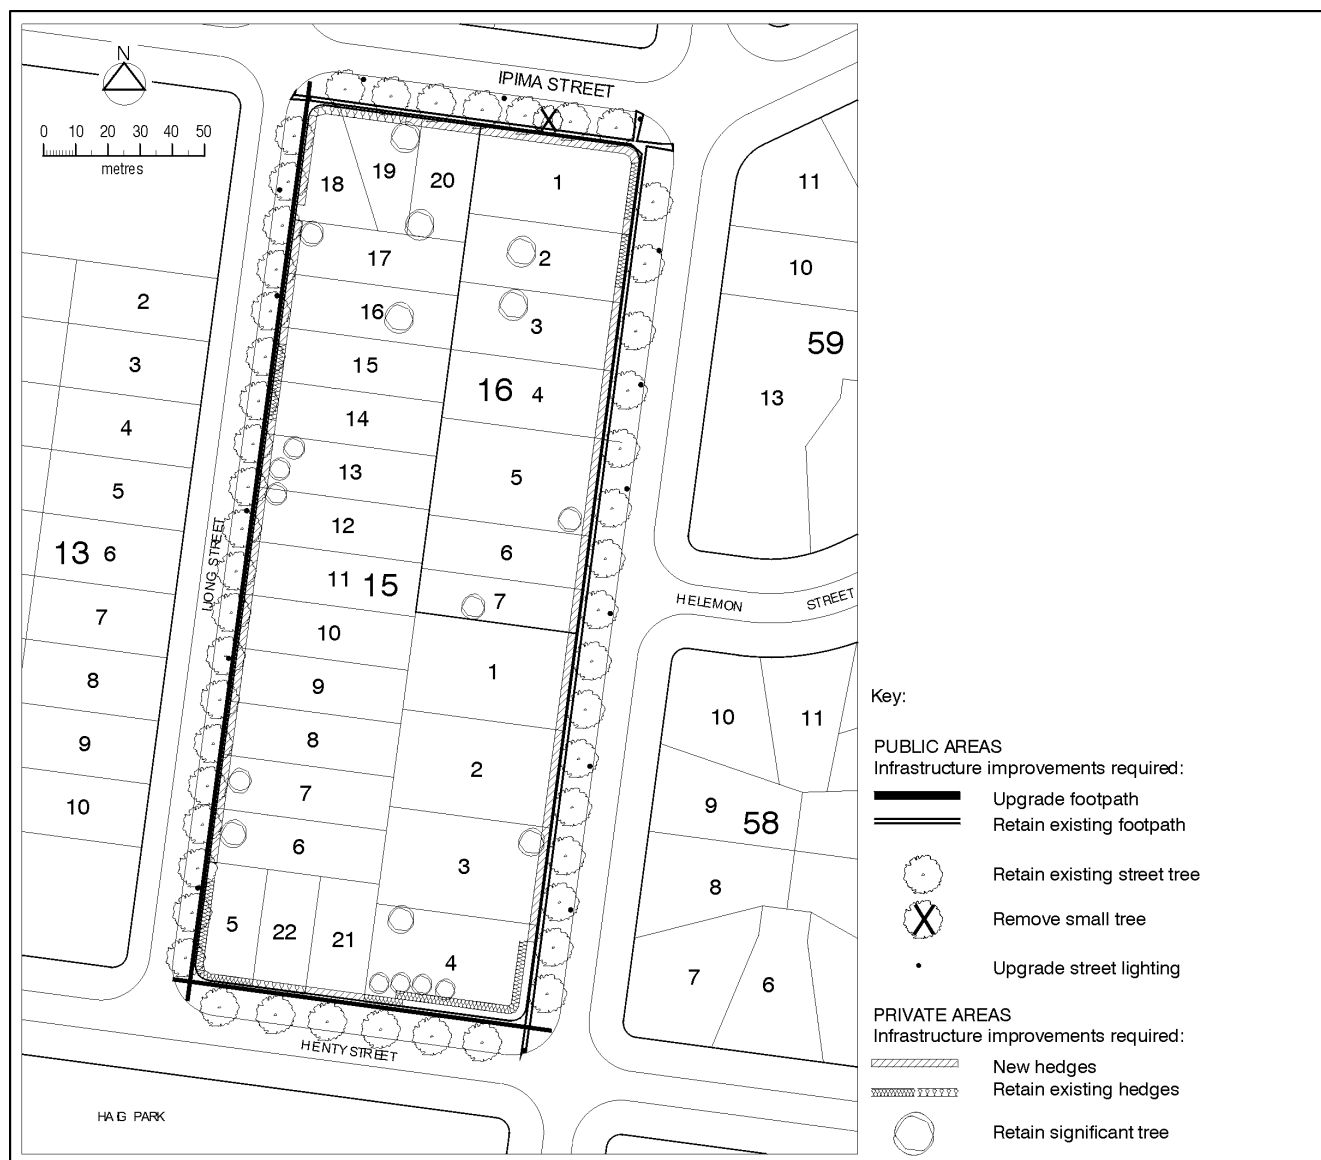 N
0 10 20 30 40 50
metres
IPIMA STREET
IJONG STREET
HENTY STREET
HELEMON STREET
HAIG PARK
2
3
4
5
13 6
7
8
9
10
18
19
20
17
16
15
14
13
12
11 15
10
9
8
7
6
5
22
21
1
2
3
16 4
5
6
7
1
2
3
4
11
10
59
13
10
11
9
58
8
7
6
Key:
PUBLIC AREAS
Infrastructure improvements required:
Upgrade footpath
Retain existing footpath
Retain existing street tree
Remove small tree
Upgrade street lighting
PRIVATE AREAS
Infrastructure improvements required:
New hedges
Retain existing hedges
Retain significant tree